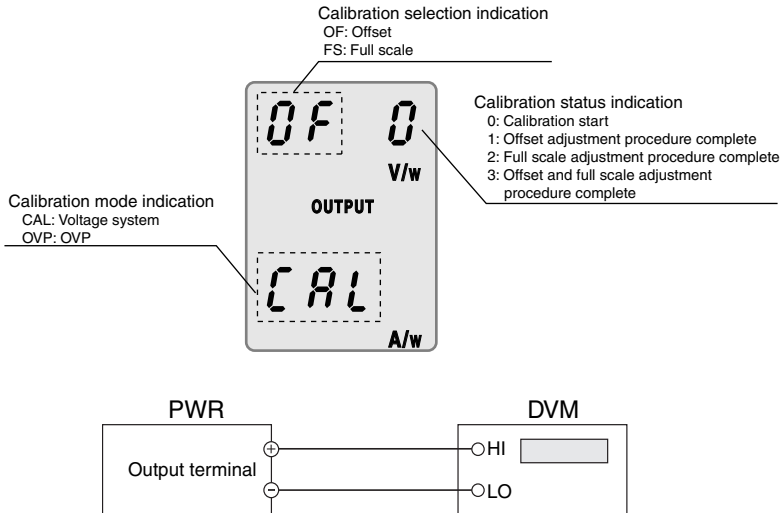 Calibration selection indication
OF: Offset
FS: Full scale
OF 0
V/w
Calibration status indication
0: Calibration start
1: Offset adjustment procedure complete
2: Full scale adjustment procedure complete
3: Offset and full scale adjustment
procedure complete
OUTPUT
Calibration mode indication
CAL: Voltage system
OVP: OVP
CAL
A/w
PWR
DVM
Output terminal
+
HI
−
LO